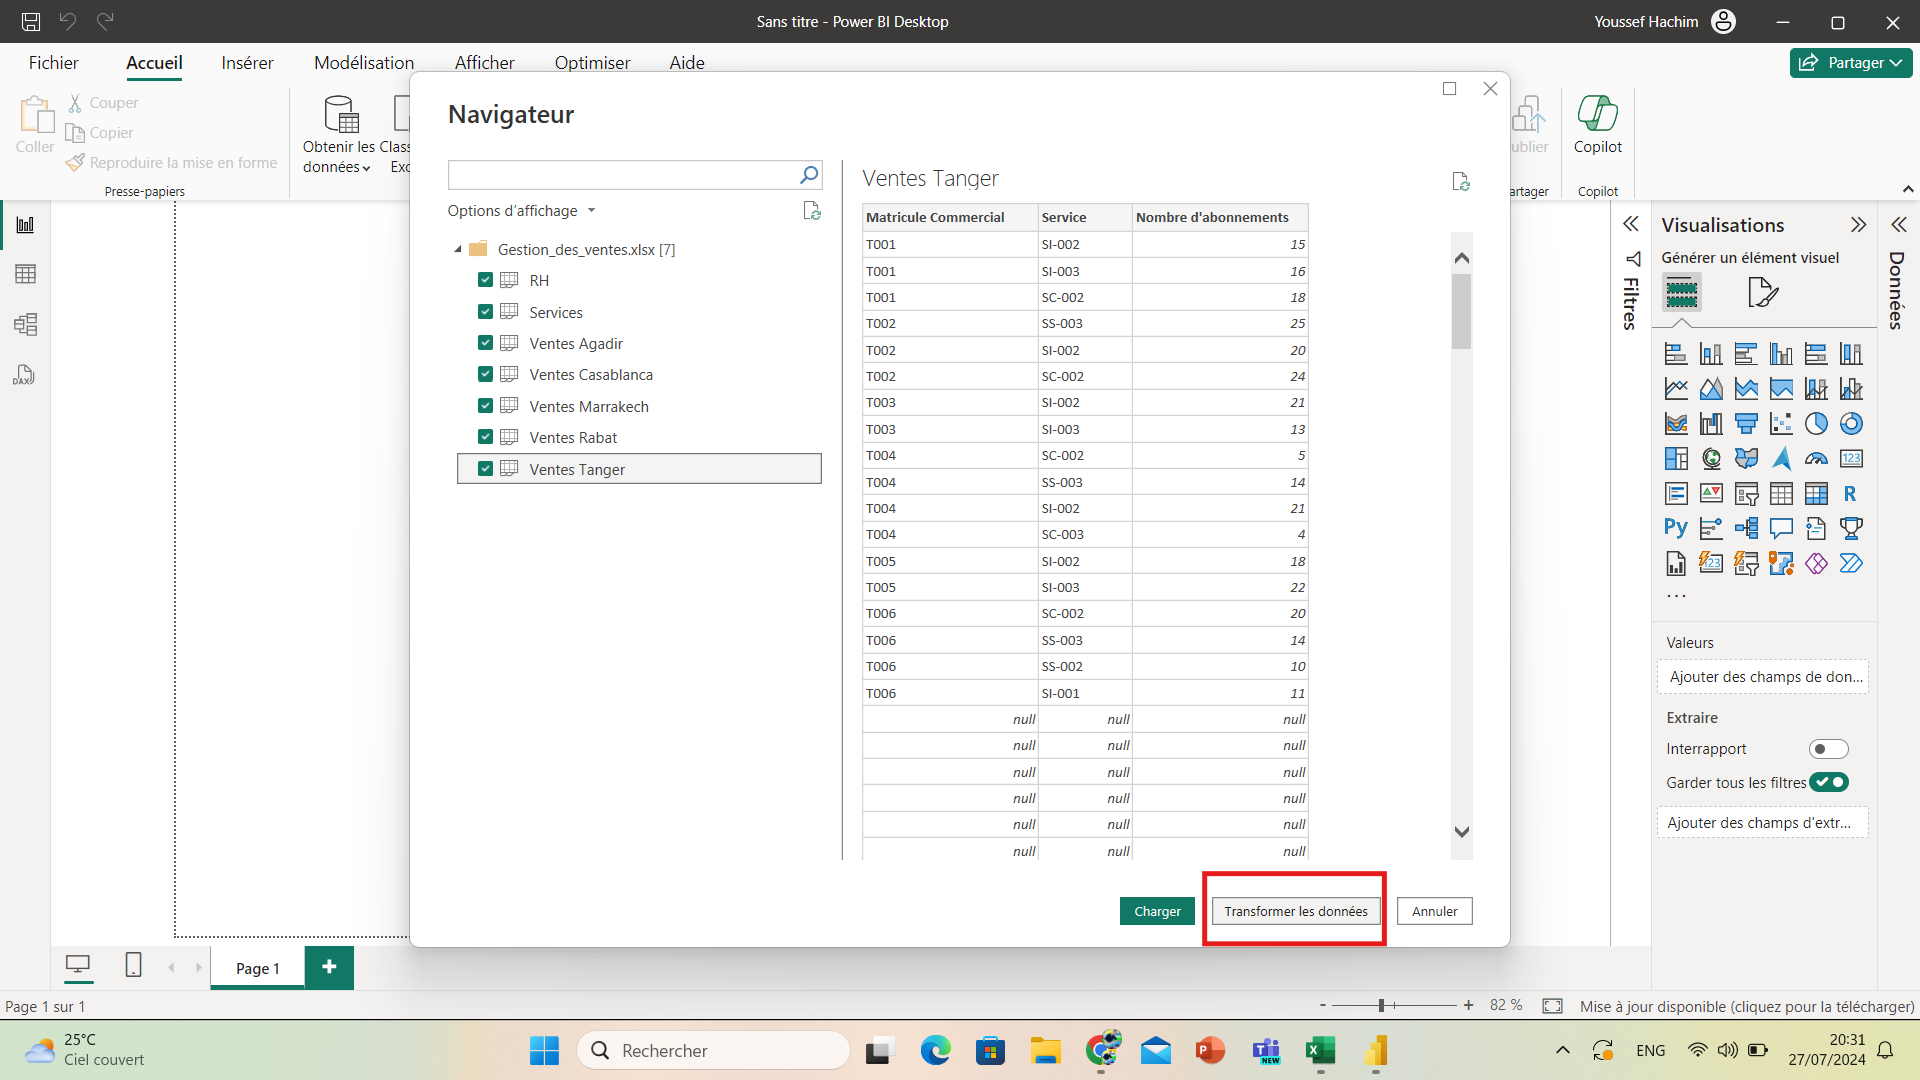 Sans titre - Power BI Desktop
Youssef Hachim
Fichier
Accueil
Insérer
Modélisation
Afficher
Optimiser
Aide
Partager
Coller
Couper
Copier
Reproduire la mise en forme
Presse-papiers
Obtenir les
données
Class
Exc
ublier
artager
Copilot
Copilot
Navigateur
Options d'affichage
Gestion_des_ventes.xlsx [7]
RH
Services
Ventes Agadir
Ventes Casablanca
Ventes Marrakech
Ventes Rabat
Ventes Tanger
Ventes Tanger
Matricule Commercial Service Nombre d'abonnements
T001 SI-002 15
T001 SI-003 16
T001 SC-002 18
T002 SS-003 25
T002 SI-002 20
T002 SC-002 24
T003 SI-002 21
T003 SI-003 13
T004 SC-002 5
T004 SS-003 14
T004 SI-002 21
T004 SC-003 4
T005 SI-002 18
T005 SI-003 22
T006 SC-002 20
T006 SS-003 14
T006 SS-002 10
T006 SI-001 11
null null null
null null null
null null null
null null null
null null null
null null null
Charger
Transformer les données
Annuler
Filtres
Visualisations
Générer un élément visuel
123
R
Py
123
...
Valeurs
Ajouter des champs de don...
Extraire
Interrapport
Garder tous les filtres
Ajouter des champs d'extr...
Données
DAX
Page 1
+
Page 1 sur 1
- + 82 %
Mise à jour disponible (cliquez pour la télécharger)
25°C
Ciel couvert
Rechercher
P
T
NEW
X
ENG
20:31
27/07/2024